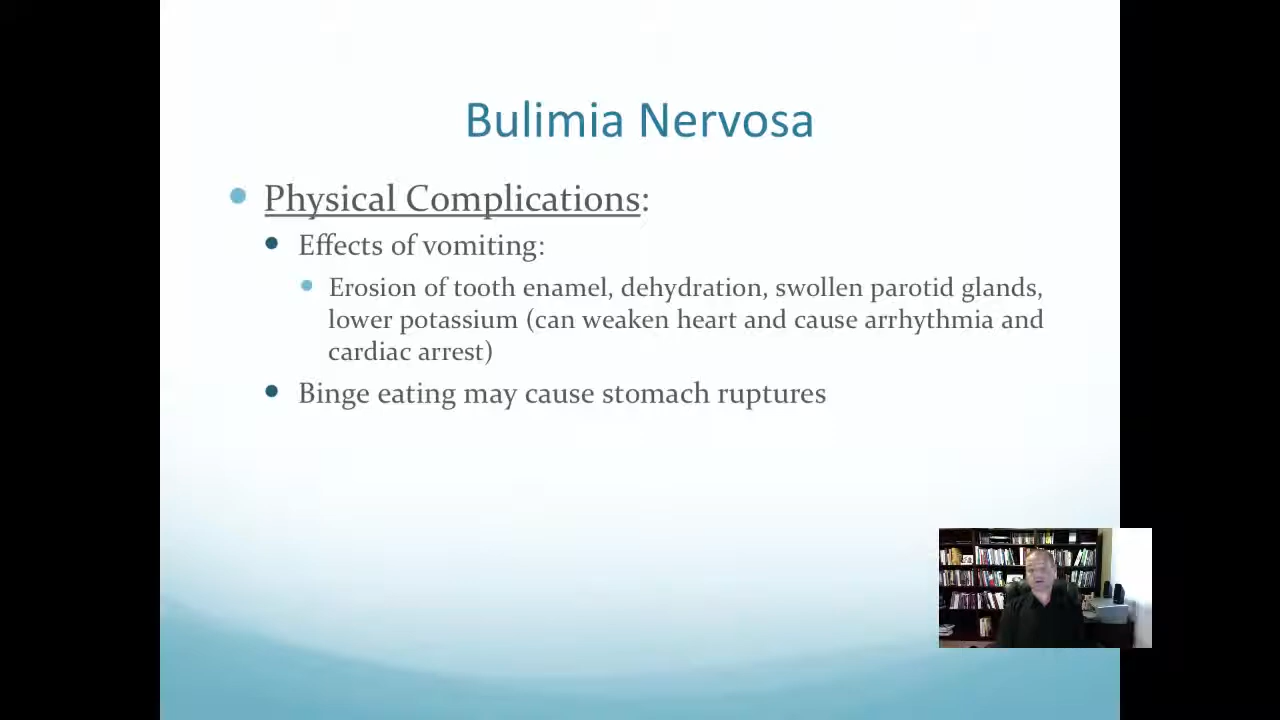 Bulimia Nervosa
Physical Complications:
Effects of vomiting:
Erosion of tooth enamel, dehydration, swollen parotid glands,
lower potassium (can weaken heart and cause arrhythmia and
cardiac arrest)
Binge eating may cause stomach ruptures